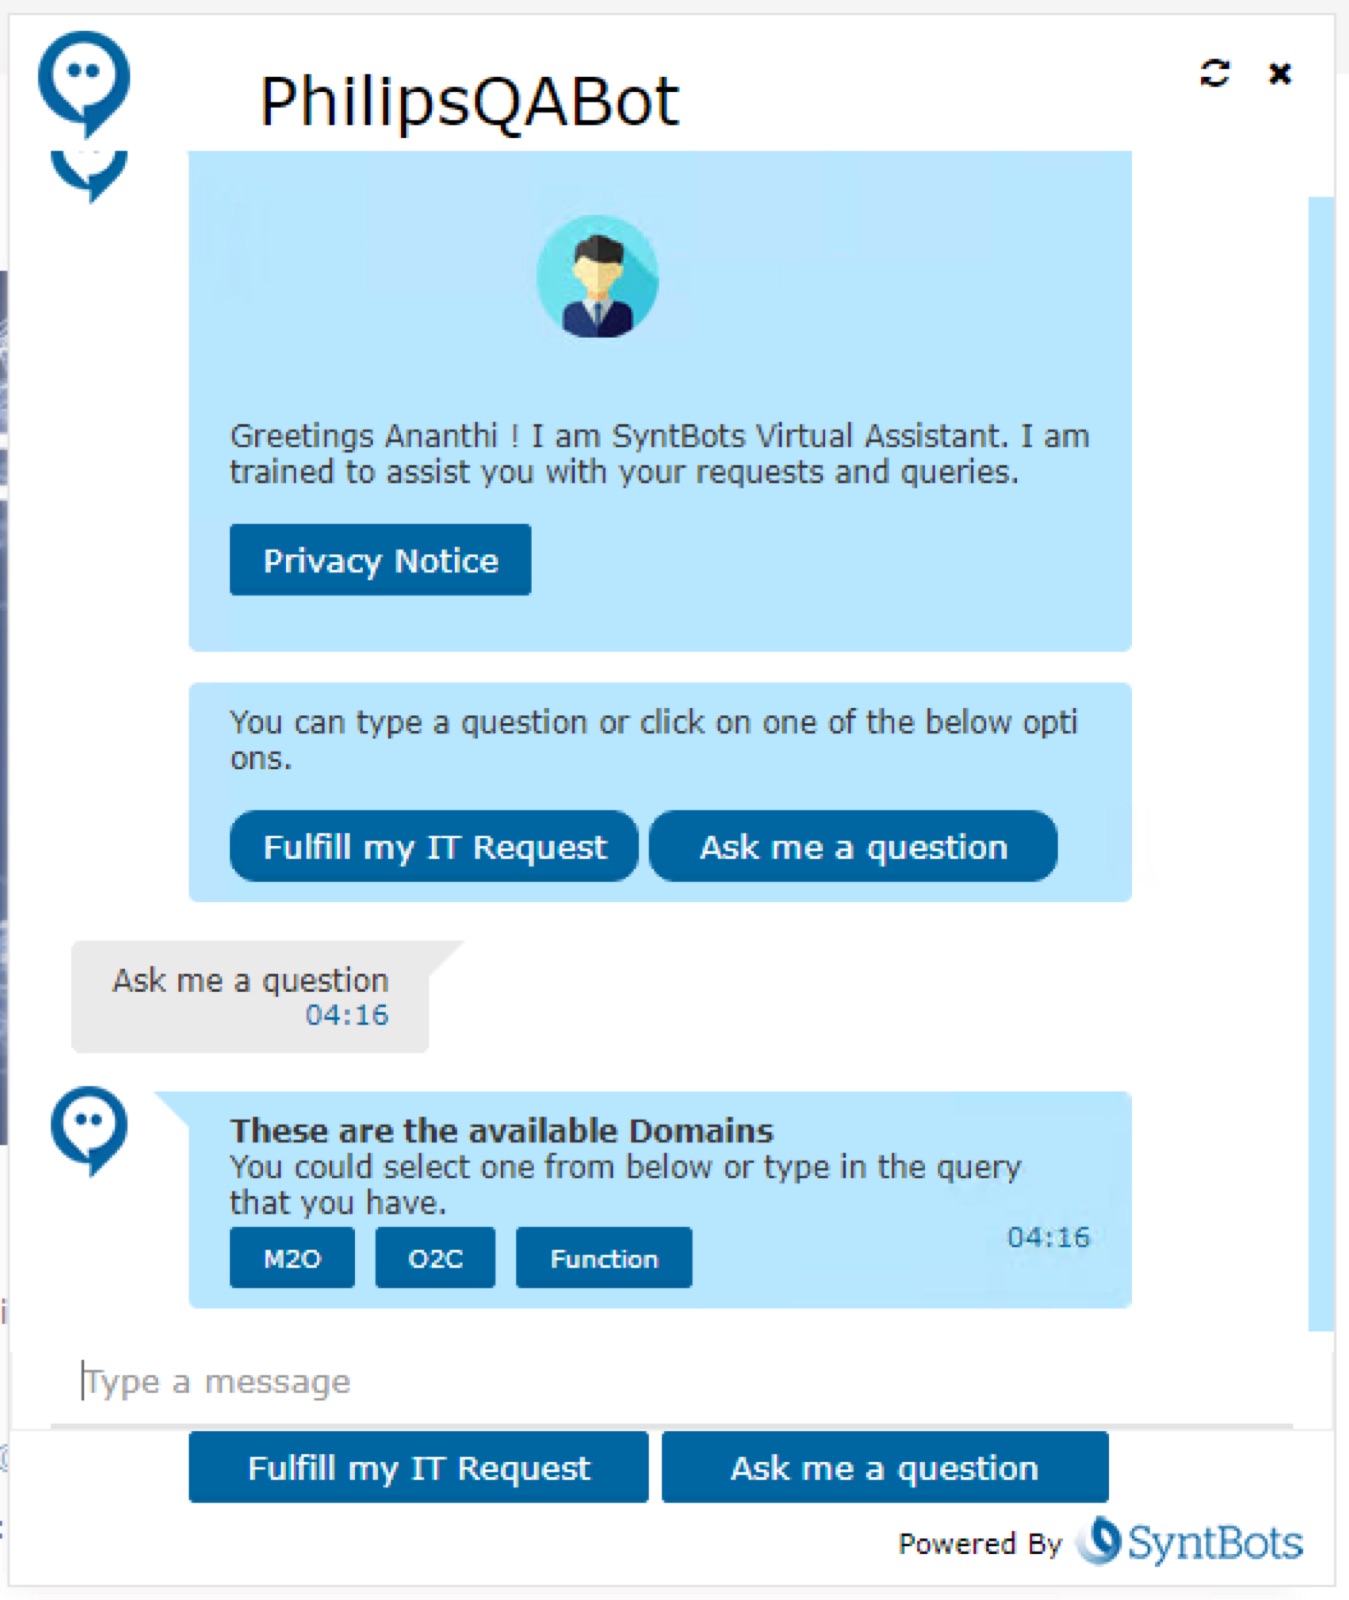 PhilipsQABot
Greetings Ananthi ! I am SyntBots Virtual Assistant. I am
trained to assist you with your requests and queries.
Privacy Notice
You can type a question or click on one of the below opti
ons.
Fulfill my IT Request
Ask me a question
Ask me a question
04:16
These are the available Domains
You could select one from below or type in the query
that you have.
04:16
M2O
O2C
Function
Type a message
Fulfill my IT Request
Ask me a question
Powered By SyntBots